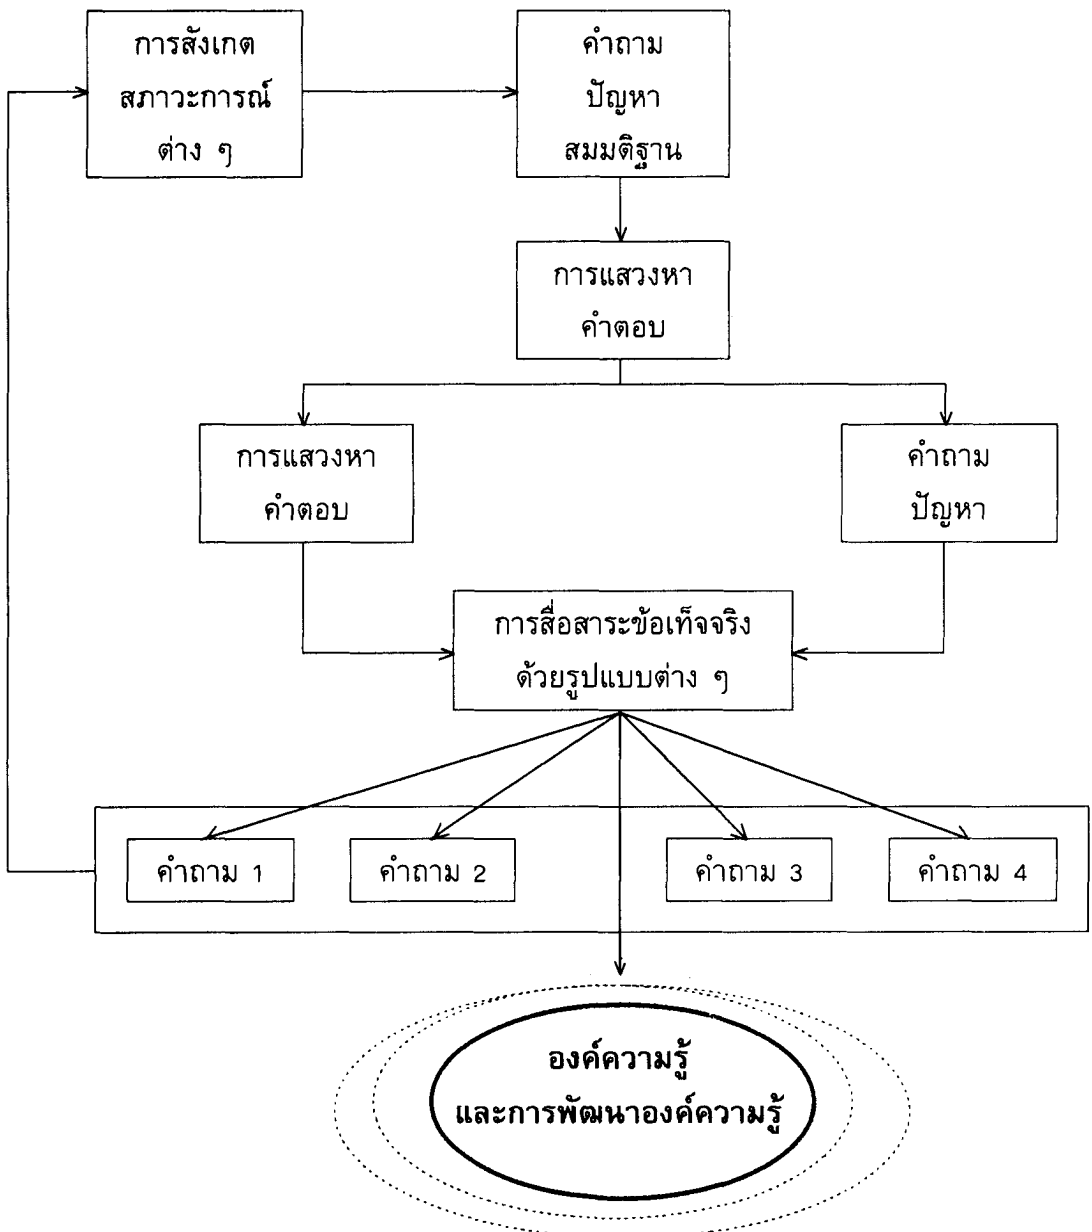 การสังเกต
สภาวะการณ์
ต่าง ๆ
คำถาม
ปัญหา
สมมติฐาน
การแสวงหา
คำตอบ
การแสวงหา
คำตอบ
คำถาม
ปัญหา
การสื่อสาระข้อเท็จจริง
ด้วยรูปแบบต่าง ๆ
คำถาม 1
คำถาม 2
คำถาม 3
คำถาม 4
องค์ความรู้
และการพัฒนาองค์ความรู้